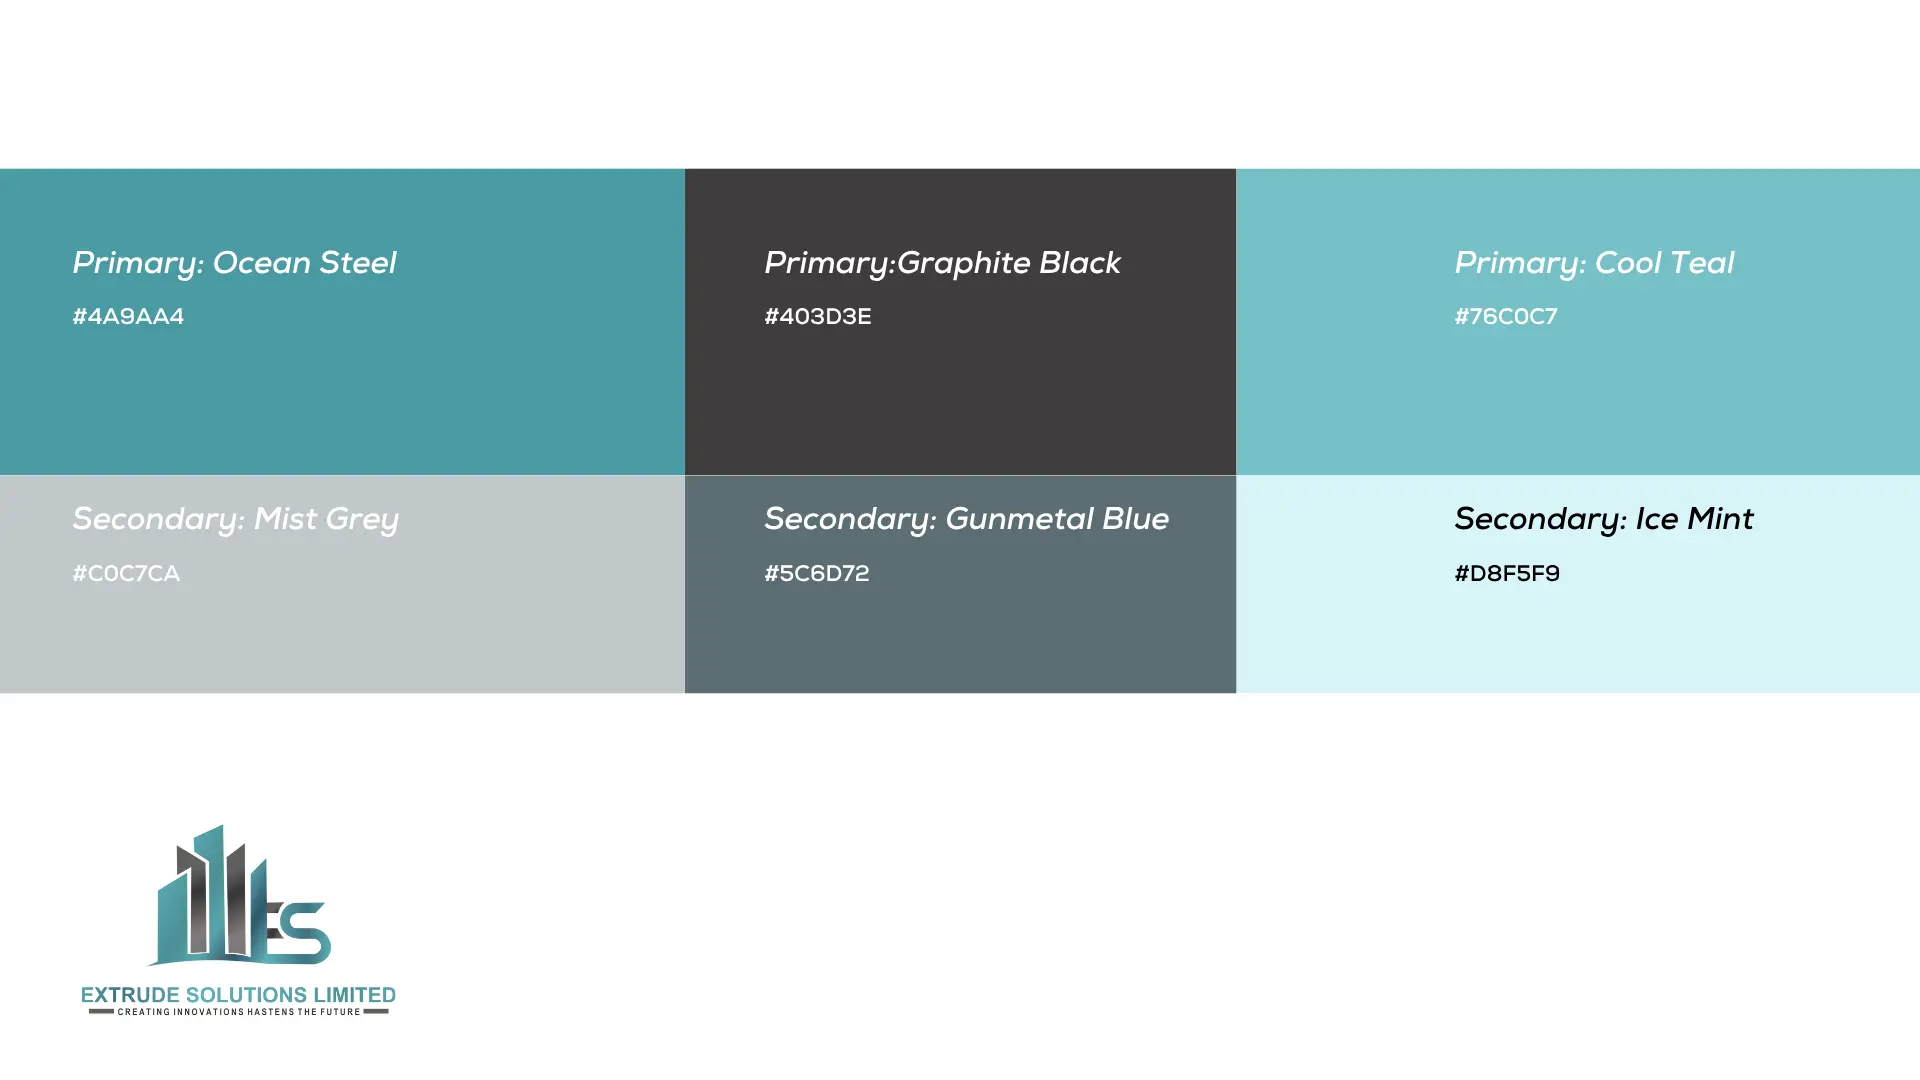 Primary: Ocean Steel
#4A9AA4
Primary:Graphite Black
#403D3E
Primary: Cool Teal
#76C0C7
Secondary: Mist Grey
#C0C7CA
Secondary: Gunmetal Blue
#5C6D72
Secondary: Ice Mint
#D8F5F9
ES
EXTRUDE SOLUTIONS LIMITED
CREATING INNOVATIONS HASTENS THE FUTURE